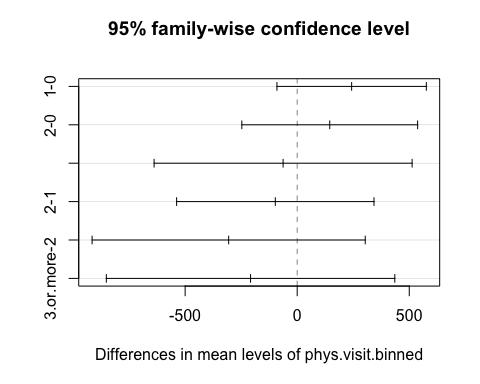 95% family-wise confidence level
1-0
2-0
2-1
3.or.more-2
-500 0 500
Differences in mean levels of phys.visit.binned